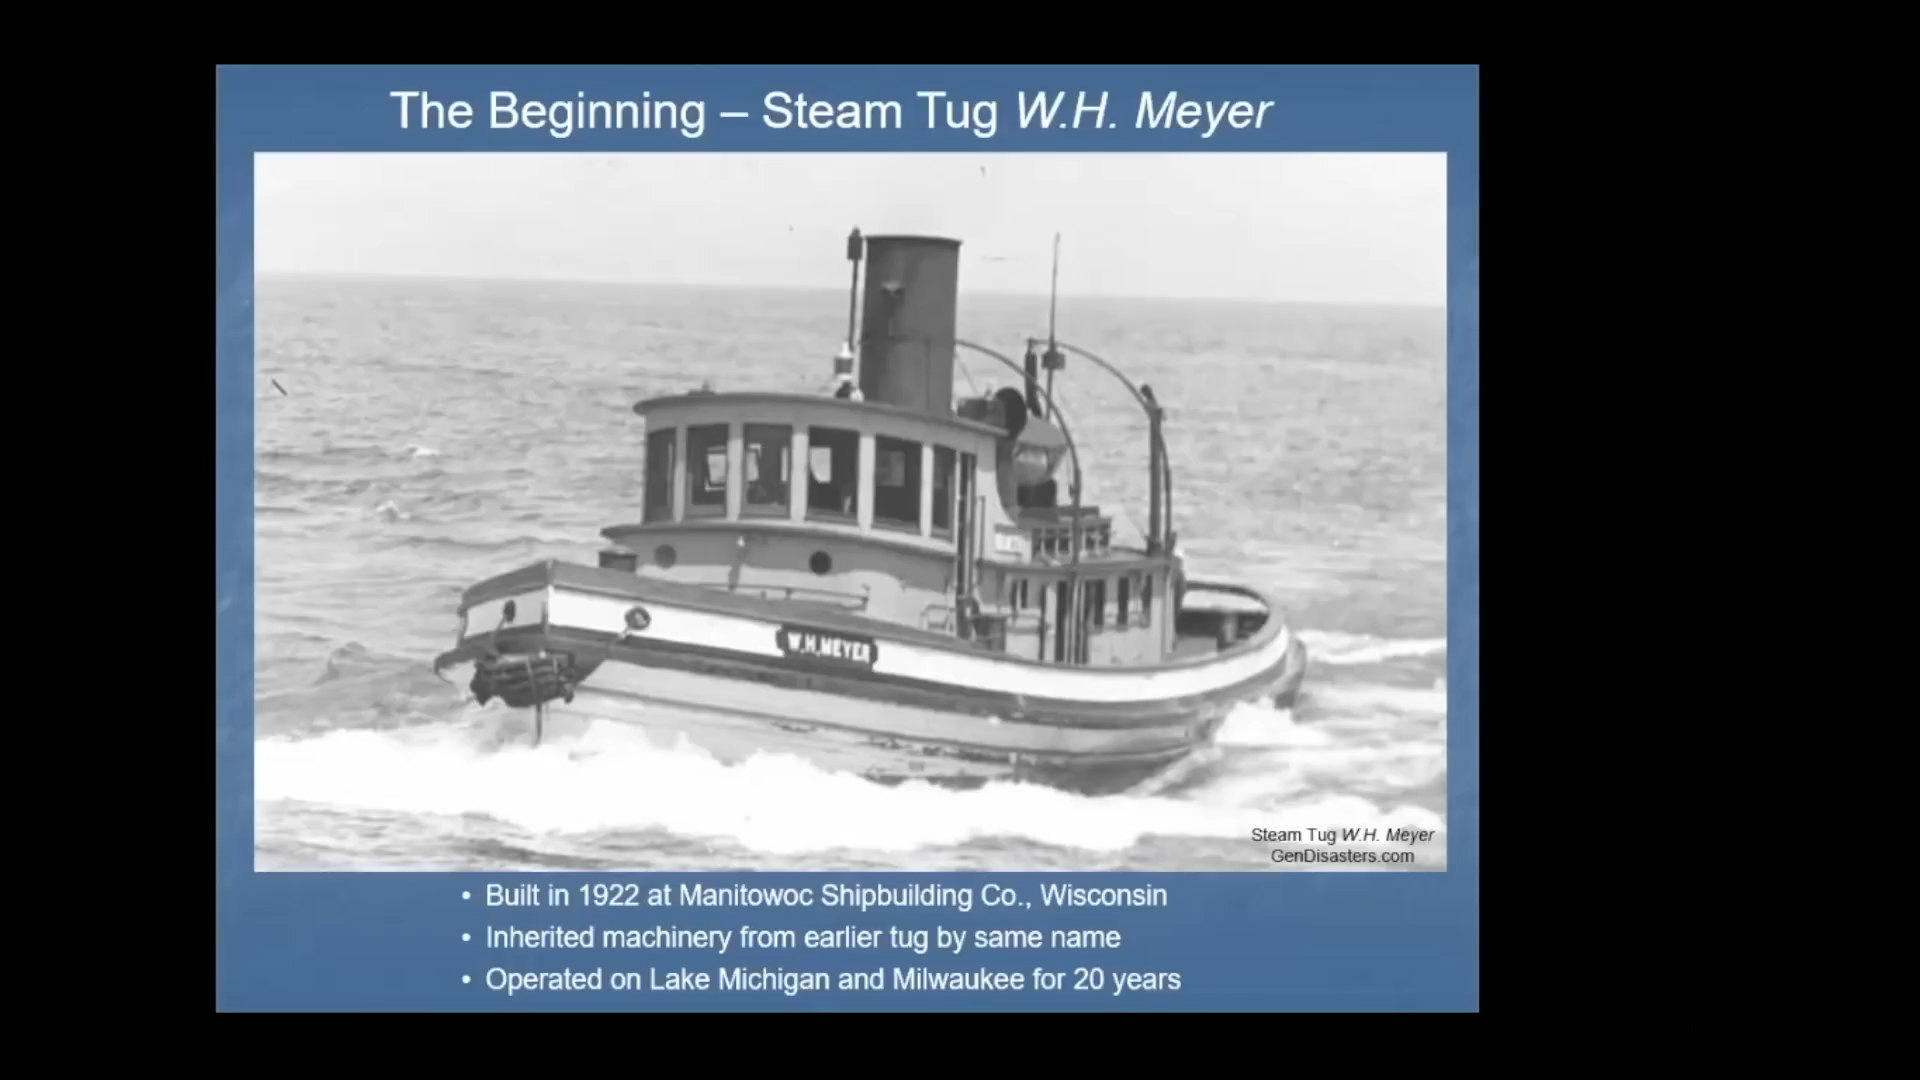 The Beginning – Steam Tug W.H. Meyer
W.H.MEYER
Steam Tug W.H. Meyer
GenDisasters.com
• Built in 1922 at Manitowoc Shipbuilding Co., Wisconsin
• Inherited machinery from earlier tug by same name
• Operated on Lake Michigan and Milwaukee for 20 years